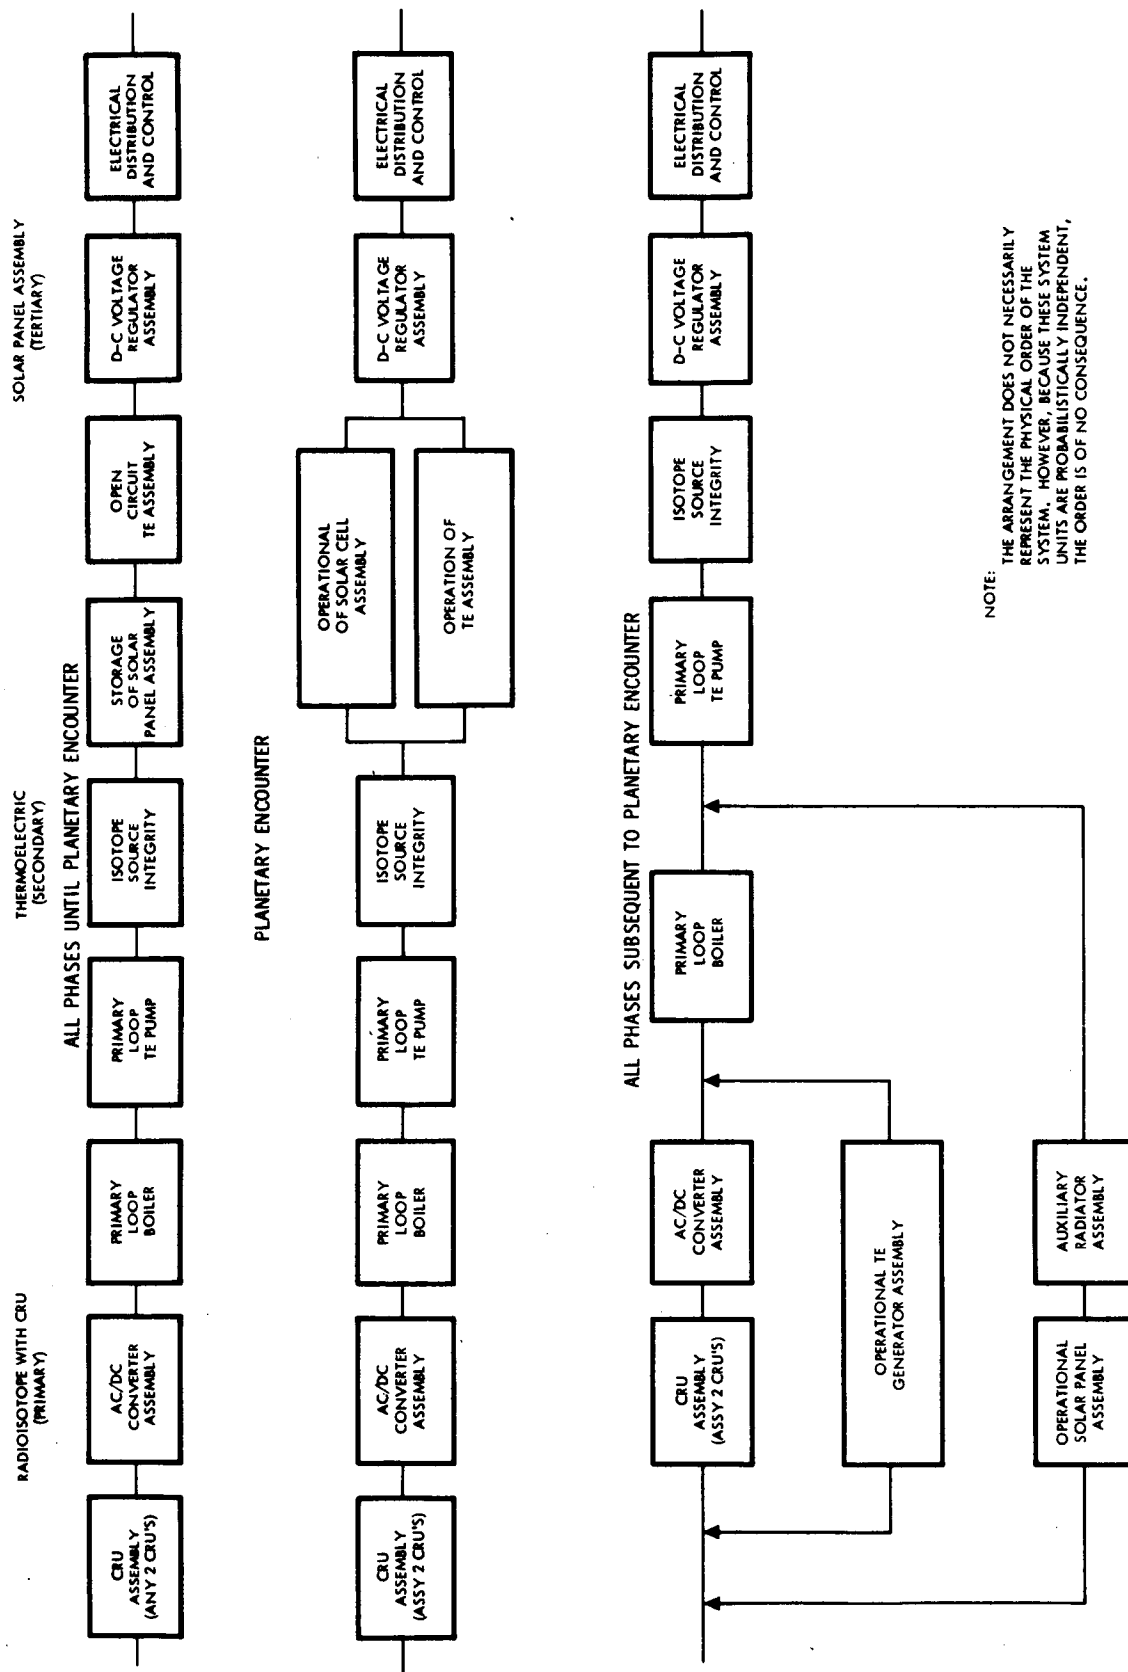 RADIOISOTOPE WITH CRU
(PRIMARY)
THERMOELECTRIC
(SECONDARY)
SOLAR PANEL ASSEMBLY
(TERTIARY)
ALL PHASES UNTIL PLANETARY ENCOUNTER
CRU
ASSEMBLY
(ANY 2 CRU'S)
AC/DC
CONVERTER
ASSEMBLY
PRIMARY
LOOP
BOILER
PRIMARY
LOOP
TE PUMP
ISOTOPE
SOURCE
INTEGRITY
STORAGE
OF SOLAR
PANEL ASSEMBLY
OPEN
CIRCUIT
TE ASSEMBLY
D-C VOLTAGE
REGULATOR
ASSEMBLY
ELECTRICAL
DISTRIBUTION
AND CONTROL
PLANETARY ENCOUNTER
CRU
ASSEMBLY
(ASSY 2 CRU'S)
AC/DC
CONVERTER
ASSEMBLY
PRIMARY
LOOP
BOILER
PRIMARY
LOOP
TE PUMP
ISOTOPE
SOURCE
INTEGRITY
OPERATIONAL
OF SOLAR CELL
ASSEMBLY
OPERATION OF
TE ASSEMBLY
D-C VOLTAGE
REGULATOR
ASSEMBLY
ELECTRICAL
DISTRIBUTION
AND CONTROL
ALL PHASES SUBSEQUENT TO PLANETARY ENCOUNTER
CRU
ASSEMBLY
(ASSY 2 CRU'S)
AC/DC
CONVERTER
ASSEMBLY
PRIMARY
LOOP
BOILER
PRIMARY
LOOP
TE PUMP
ISOTOPE
SOURCE
INTEGRITY
D-C VOLTAGE
REGULATOR
ASSEMBLY
ELECTRICAL
DISTRIBUTION
AND CONTROL
OPERATIONAL TE
GENERATOR ASSEMBLY
OPERATIONAL
SOLAR PANEL
ASSEMBLY
AUXILIARY
RADIATOR
ASSEMBLY
NOTE:
THE ARRANGEMENT DOES NOT NECESSARILY
REPRESENT THE PHYSICAL ORDER OF THE
SYSTEM. HOWEVER, BECAUSE THESE SYSTEM
UNITS ARE PROBABILISTICALLY INDEPENDENT,
THE ORDER IS OF NO CONSEQUENCE.